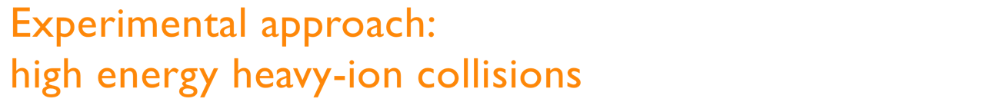 Experimental approach:
high energy heavy-ion collisions